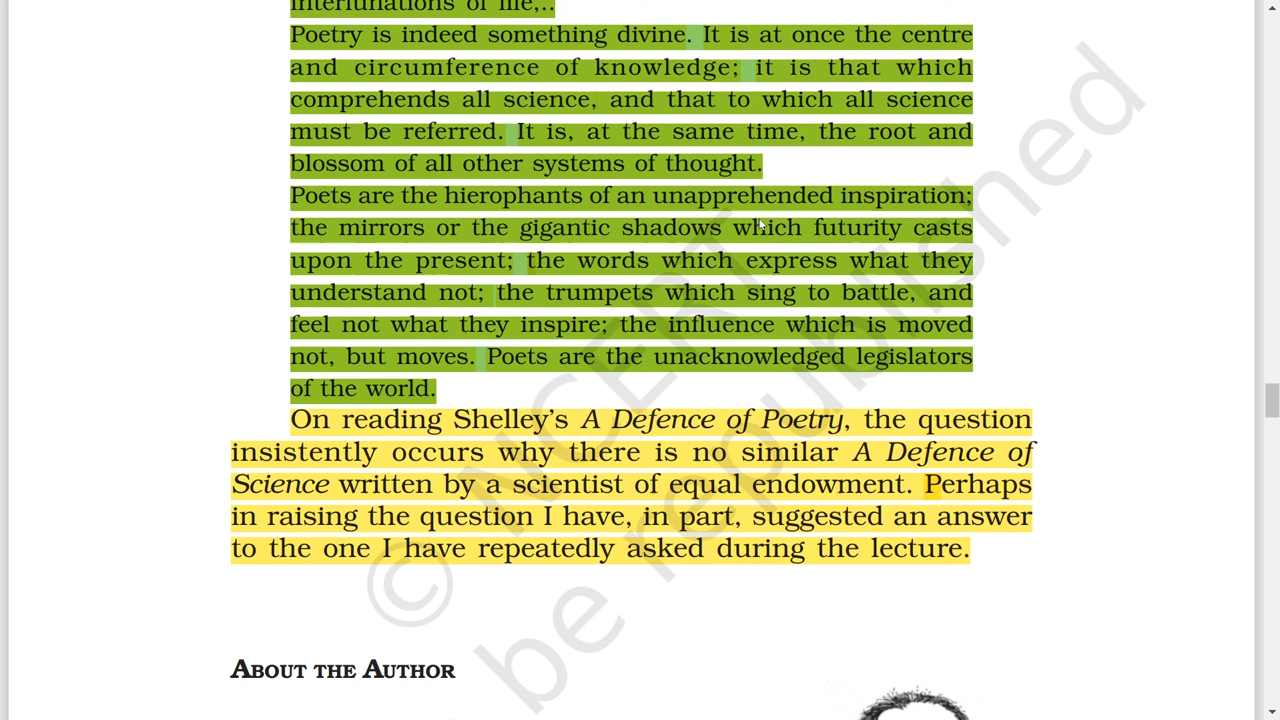 interlunations of life,..
Poetry is indeed something divine. It is at once the centre
and circumference of knowledge; it is that which
comprehends all science, and that to which all science
must be referred. It is, at the same time, the root and
blossom of all other systems of thought.
Poets are the hierophants of an unapprehended inspiration;
the mirrors or the gigantic shadows which futurity casts
upon the present; the words which express what they
understand not; the trumpets which sing to battle, and
feel not what they inspire; the influence which is moved
not, but moves. Poets are the unacknowledged legislators
of the world.
On reading Shelley's A Defence of Poetry, the question
insistently occurs why there is no similar A Defence of
Science written by a scientist of equal endowment. Perhaps
in raising the question I have, in part, suggested an answer
to the one I have repeatedly asked during the lecture.
© NCERT
be republished
ABOUT THE AUTHOR